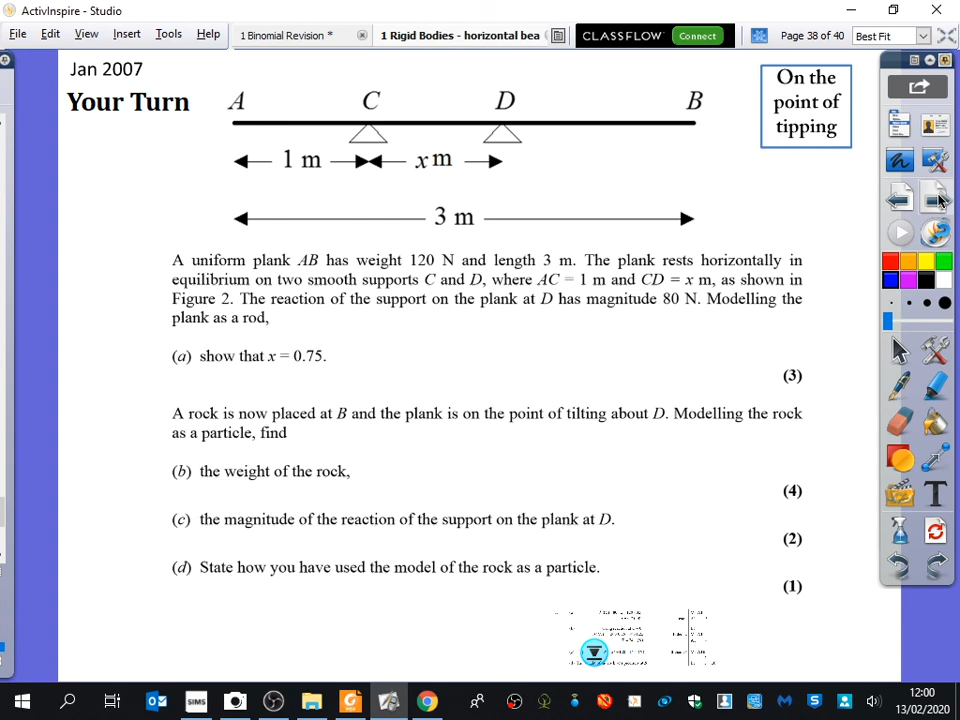 ActivInspire - Studio
File Edit View Insert Tools Help
1 Binomial Revision *
1 Rigid Bodies - horizontal bea
CLASSFLOW Connect
Page 38 of 40
Best Fit
Jan 2007
Your Turn
A C D B
1 m x m
3 m
On the
point of
tipping
A uniform plank AB has weight 120 N and length 3 m. The plank rests horizontally in
equilibrium on two smooth supports C and D, where AC = 1 m and CD = x m, as shown in
Figure 2. The reaction of the support on the plank at D has magnitude 80 N. Modelling the
plank as a rod,
(a) show that x = 0.75.
(3)
A rock is now placed at B and the plank is on the point of tilting about D. Modelling the rock
as a particle, find
(b) the weight of the rock,
(4)
(c) the magnitude of the reaction of the support on the plank at D.
(2)
(d) State how you have used the model of the rock as a particle.
(1)
SIMS
12:00
13/02/2020